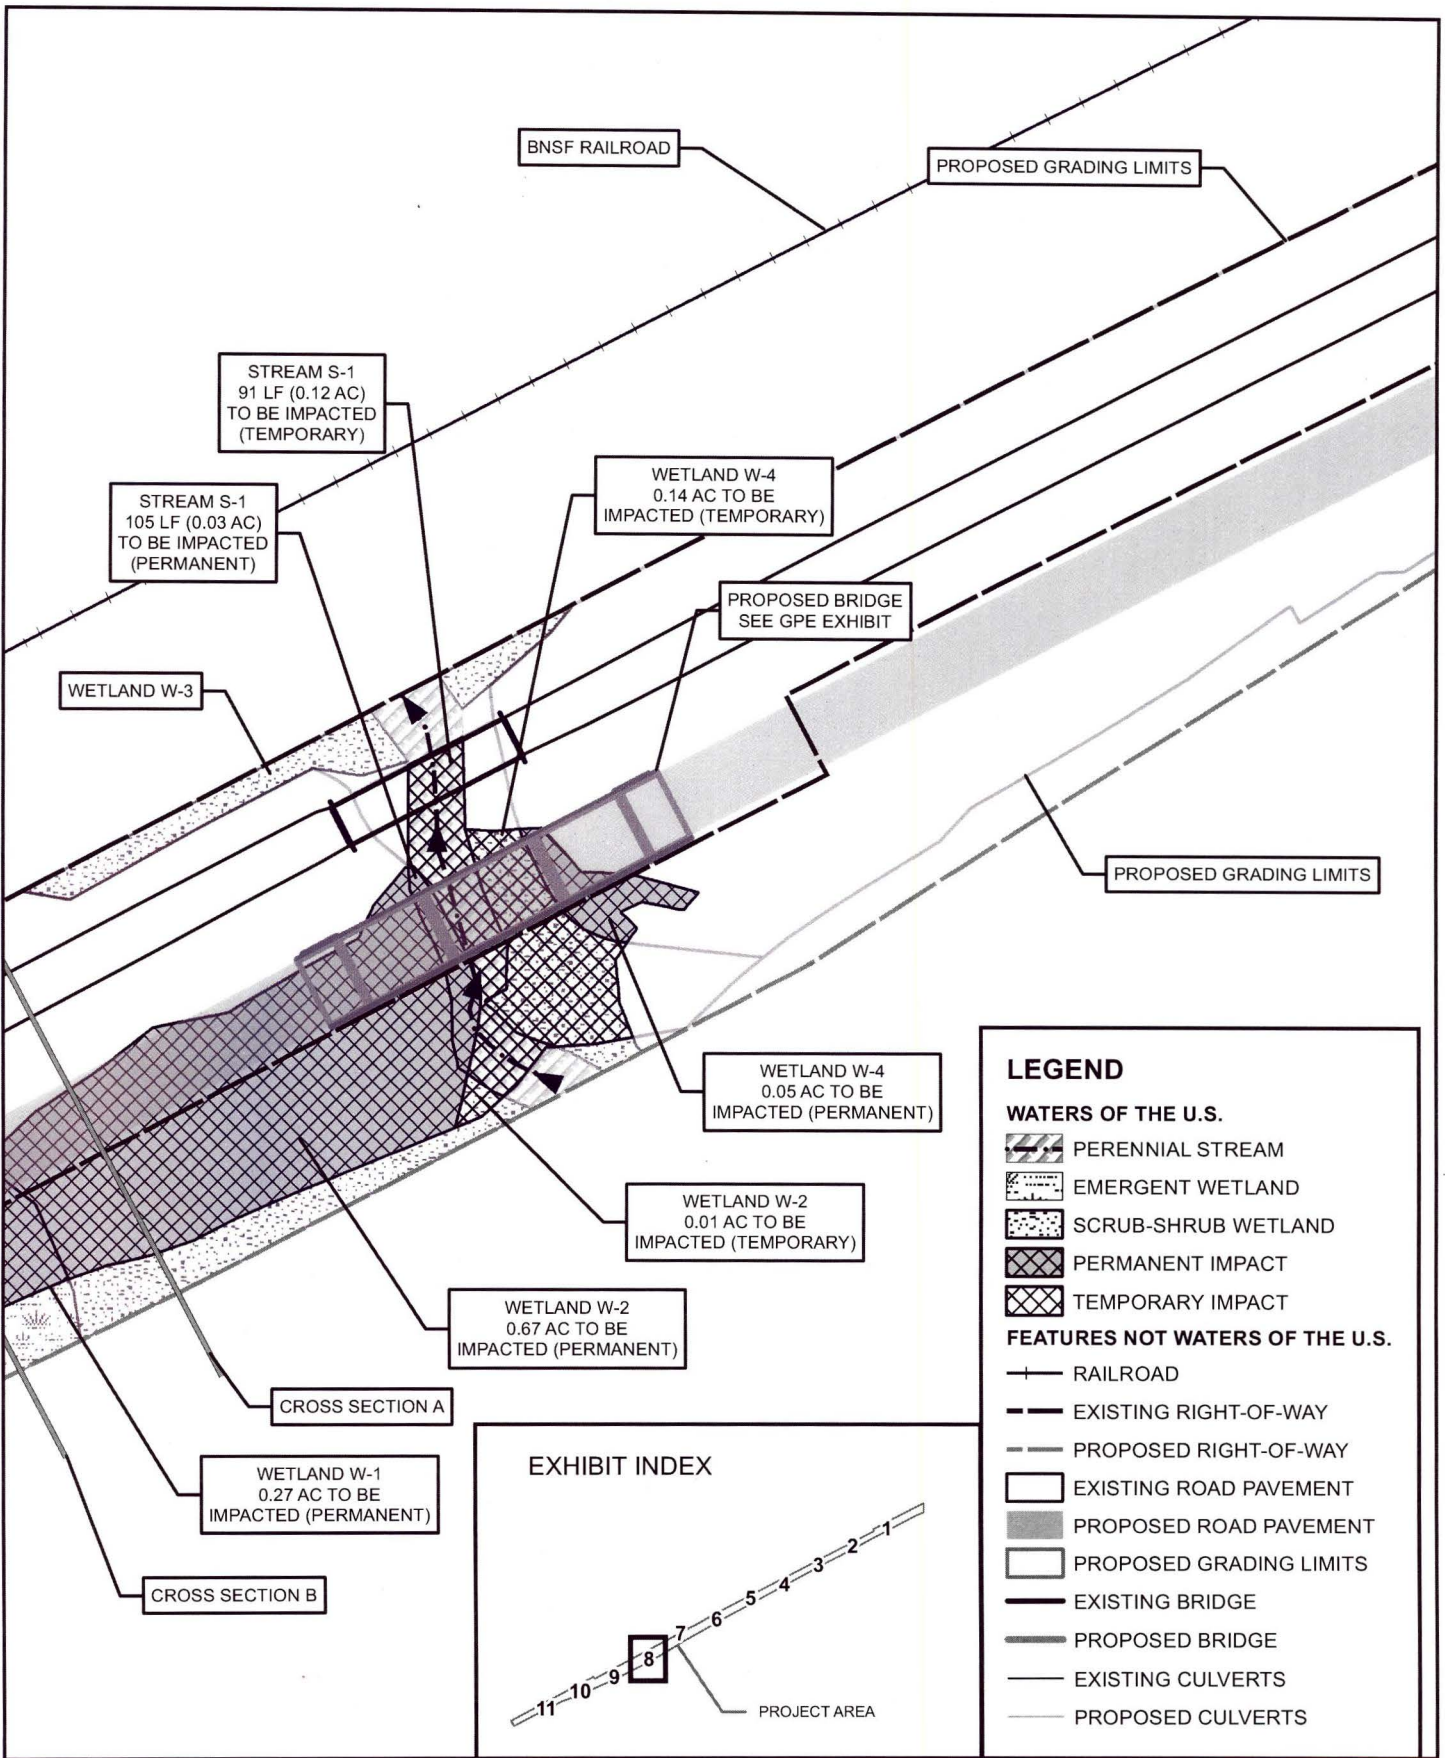 BNSF RAILROAD
PROPOSED GRADING LIMITS
STREAM S-1
91 LF (0.12 AC)
TO BE IMPACTED
(TEMPORARY)
WETLAND W-4
0.14 AC TO BE
IMPACTED (TEMPORARY)
STREAM S-1
105 LF (0.03 AC)
TO BE IMPACTED
(PERMANENT)
PROPOSED BRIDGE
SEE GPE EXHIBIT
WETLAND W-3
PROPOSED GRADING LIMITS
WETLAND W-4
0.05 AC TO BE
IMPACTED (PERMANENT)
WETLAND W-2
0.01 AC TO BE
IMPACTED (TEMPORARY)
WETLAND W-2
0.67 AC TO BE
IMPACTED (PERMANENT)
CROSS SECTION A
WETLAND W-1
0.27 AC TO BE
IMPACTED (PERMANENT)
CROSS SECTION B
EXHIBIT INDEX
1
2
3
4
5
6
7
8
9
10
11
PROJECT AREA
LEGEND
WATERS OF THE U.S.
PERENNIAL STREAM
EMERGENT WETLAND
SCRUB-SHRUB WETLAND
PERMANENT IMPACT
TEMPORARY IMPACT
FEATURES NOT WATERS OF THE U.S.
RAILROAD
EXISTING RIGHT-OF-WAY
PROPOSED RIGHT-OF-WAY
EXISTING ROAD PAVEMENT
PROPOSED ROAD PAVEMENT
PROPOSED GRADING LIMITS
EXISTING BRIDGE
PROPOSED BRIDGE
EXISTING CULVERTS
PROPOSED CULVERTS